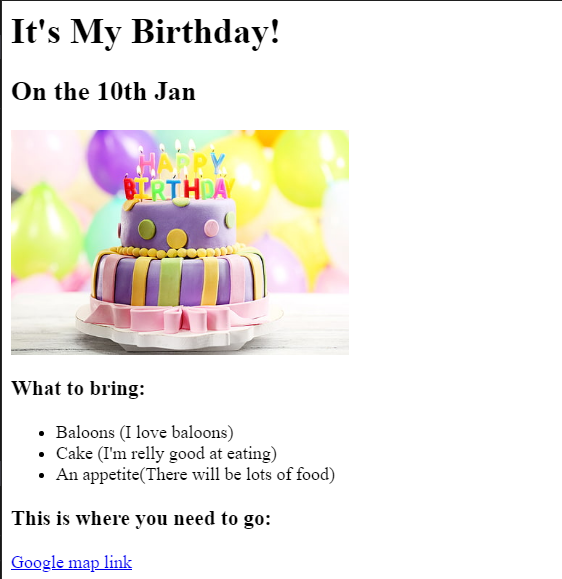 It's My Birthday!
On the 10th Jan
HAPPY
BIRTHDAY
What to bring:
Baloons (I love baloons)
Cake (I'm relly good at eating)
An appetite(There will be lots of food)
This is where you need to go:
Google map link